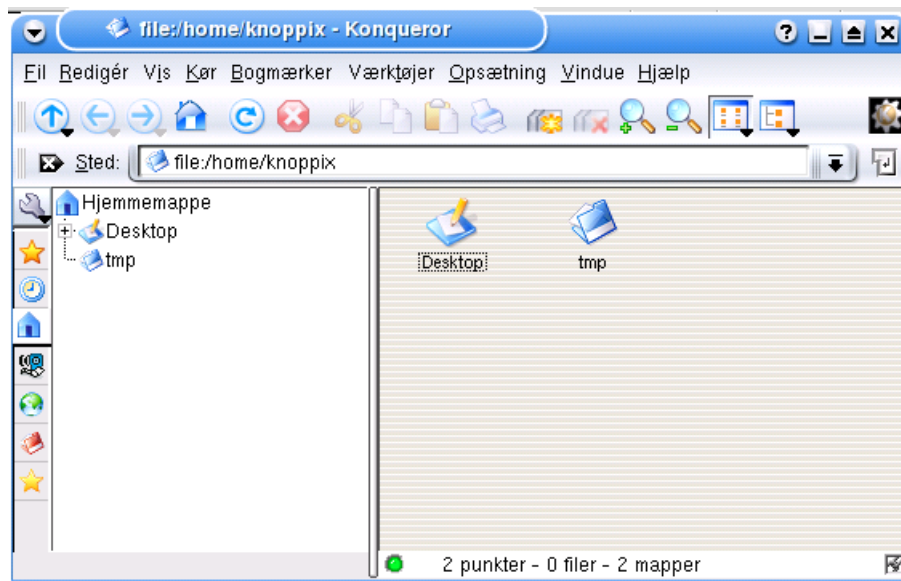 file:/home/knoppix - Konqueror
Fil Redigér Vis Kør Bogmærker Værktøjer Opsætning Vindue Hjælp
Sted: file:/home/knoppix
Hjemmemappe
Desktop
tmp
Desktop tmp
2 punkter - 0 filer - 2 mapper